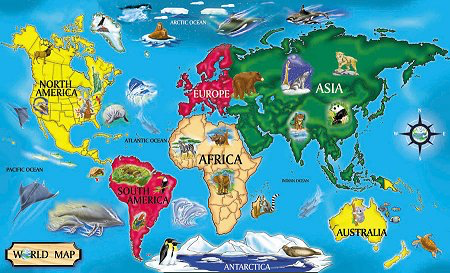 ARCTIC OCEAN
NORTH
AMERICA
EUROPE
ASIA
ATLANTIC OCEAN
AFRICA
PACIFIC OCEAN
INDIAN OCEAN
SOUTH
AMERICA
AUSTRALIA
WORLD MAP
ANTARCTICA